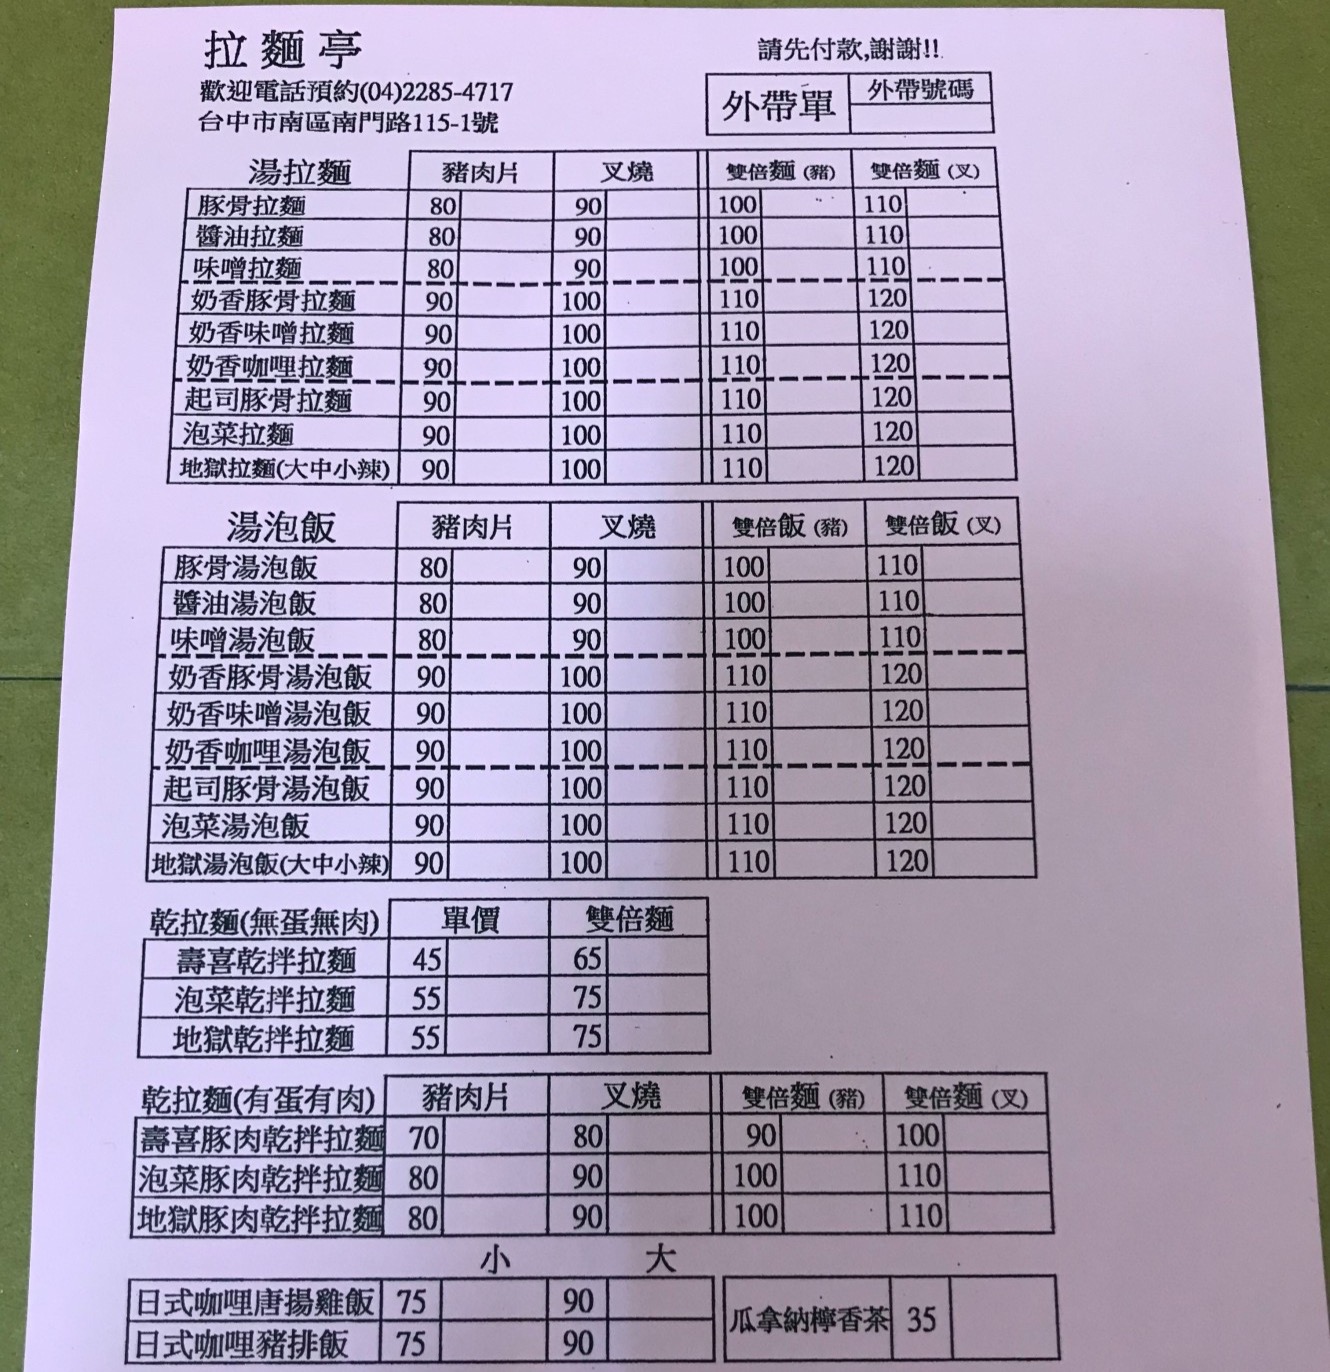 拉麵亭
請先付款,謝謝!!
歡迎電話預約(04)2285-4717
台中市南區南門路115-1號
外帶單 外帶號碼
湯拉麵 豬肉片 叉燒 雙倍麵(豬) 雙倍麵(叉)
豚骨拉麵 80 90 100 110
醬油拉麵 80 90 100 110
味噌拉麵 80 90 100 110
奶香豚骨拉麵 90 100 110 120
奶香味噌拉麵 90 100 110 120
奶香咖哩拉麵 90 100 110 120
起司豚骨拉麵 90 100 110 120
泡菜拉麵 90 100 110 120
地獄拉麵(大中小辣) 90 100 110 120
湯泡飯 豬肉片 叉燒 雙倍飯(豬) 雙倍飯(叉)
豚骨湯泡飯 80 90 100 110
醬油湯泡飯 80 90 100 110
味噌湯泡飯 80 90 100 110
奶香豚骨湯泡飯 90 100 110 120
奶香味噌湯泡飯 90 100 110 120
奶香咖哩湯泡飯 90 100 110 120
起司豚骨湯泡飯 90 100 110 120
泡菜湯泡飯 90 100 110 120
地獄湯泡飯(大中小辣) 90 100 110 120
乾拉麵(無蛋無肉) 單價 雙倍麵
壽喜乾拌拉麵 45 65
泡菜乾拌拉麵 55 75
地獄乾拌拉麵 55 75
乾拉麵(有蛋有肉) 豬肉片 叉燒 雙倍麵(豬) 雙倍麵(叉)
壽喜豚肉乾拌拉麵 70 80 90 100
泡菜豚肉乾拌拉麵 80 90 100 110
地獄豚肉乾拌拉麵 80 90 100 110
小 大
日式咖哩唐揚雞飯 75 90
日式咖哩豬排飯 75 90
瓜拿納檸香茶 35